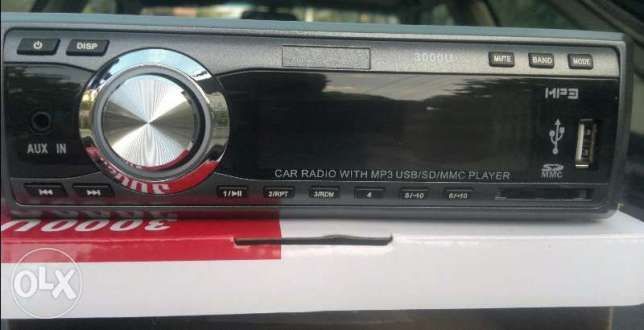 DISP
3000U
MUTE
BAND
MODE
MP3
AUX IN
CAR RADIO WITH MP3 USB/SD/MMC PLAYER
SD
MMC
1/▶II
2/RPT
3/RDM
4
5/-10
6/+10
3000U
OLX